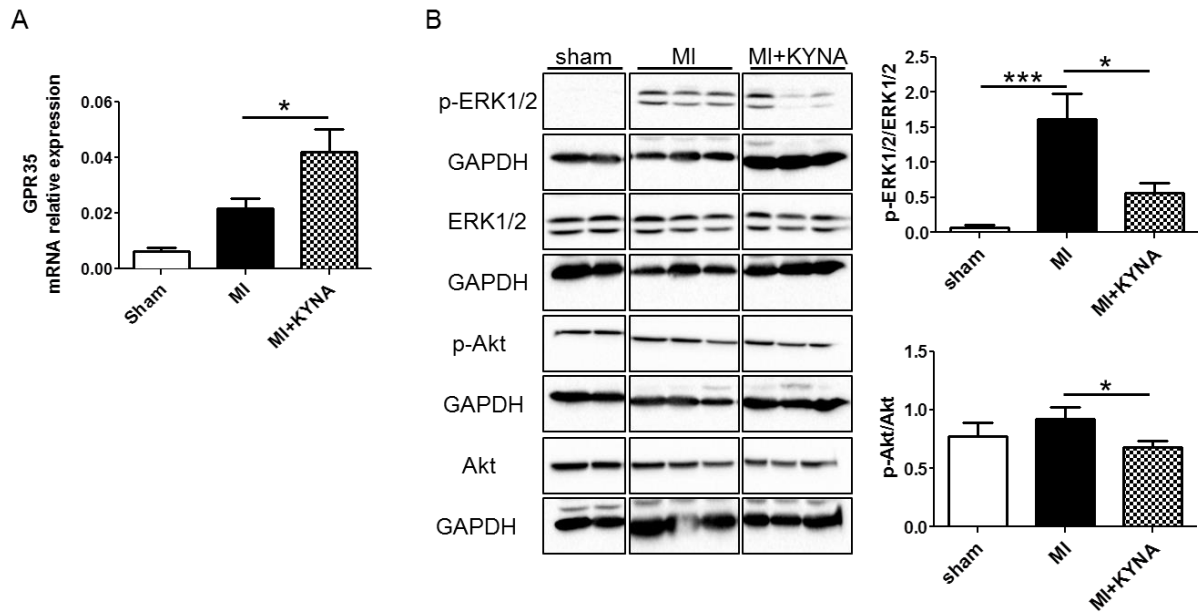 A
GPR35
mRNA relative expression
0.06
0.04
0.02
0.00
*
Sham
MI
MI+KYNA
B
sham MI MI+KYNA
p-ERK1/2
GAPDH
ERK1/2
GAPDH
p-Akt
GAPDH
Akt
GAPDH
p-ERK1/2/ERK1/2
2.5
2.0
1.5
1.0
0.5
0.0
*** *
sham
MI
MI+KYNA
p-Akt/Akt
1.5
1.0
0.5
0.0
*
sham
MI
MI+KYNA